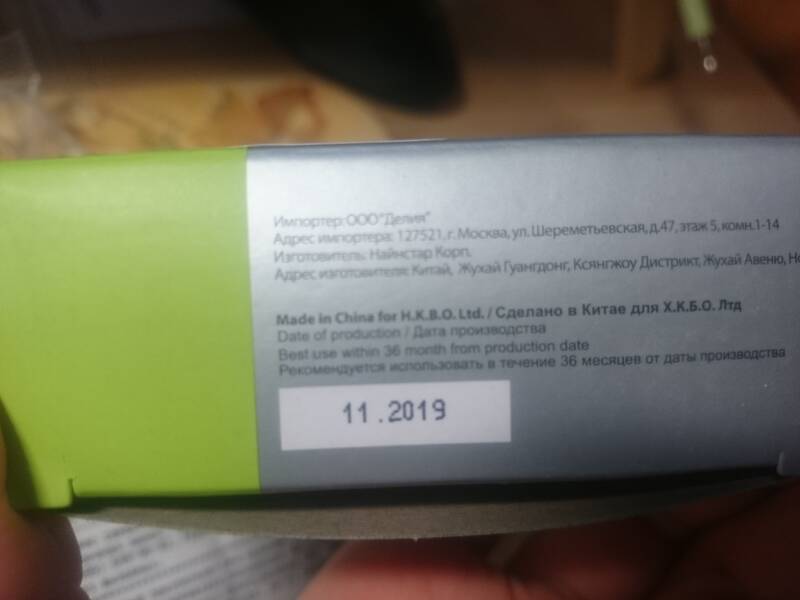 Импортер: ООО "Делия"
Адрес импортера: 127521, г. Москва, ул. Шереметьевская, д.47, этаж 5, комн.1-14
Изготовитель: Найнстар Корп.
Адрес изготовителя: Китай, Жухай Гуангдонг, Ксянгжоу Дистрикт, Жухай Авеню,
Made in China for H.K.B.O. Ltd. / Сделано в Китае для Х.К.Б.О. Лтд
Date of production / Дата производства
Best use within 36 month from production date
Рекомендуется использовать в течение 36 месяцев от даты производства
11.2019